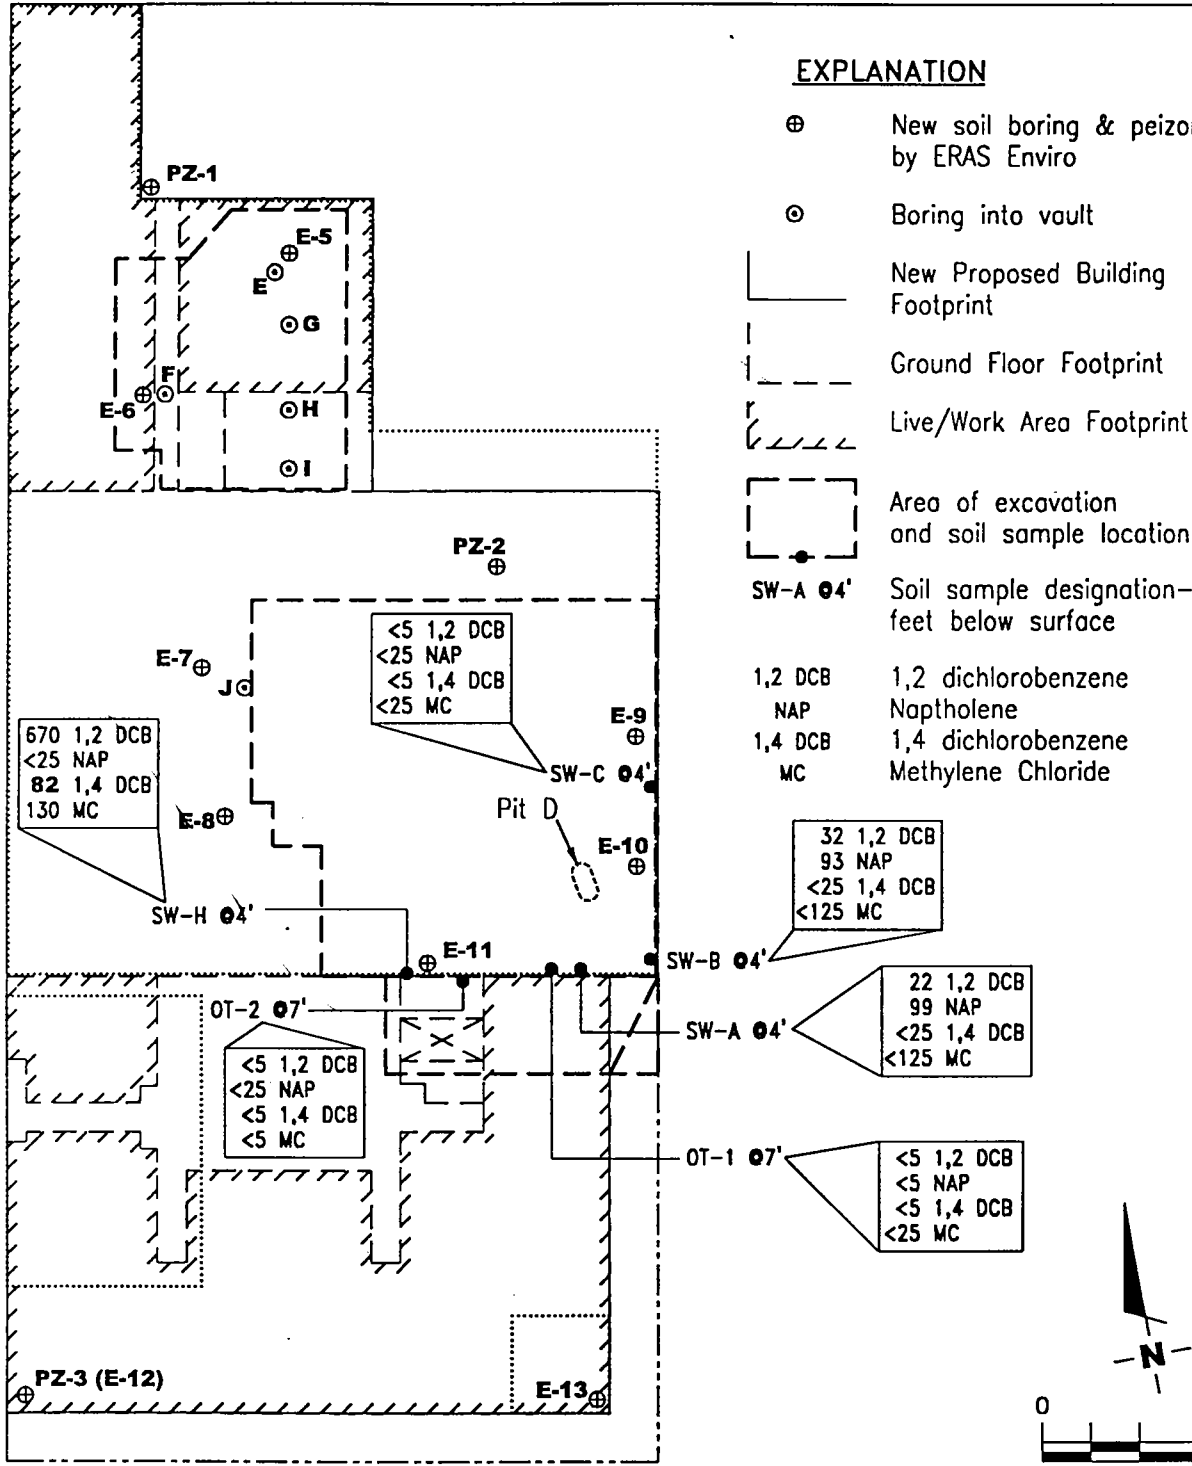 EXPLANATION
New soil boring & peizo
by ERAS Enviro
Boring into vault
New Proposed Building
Footprint
Ground Floor Footprint
Live/Work Area Footprint
Area of excavation
and soil sample location
SW-A @4' Soil sample designation—
feet below surface
1,2 DCB 1,2 dichlorobenzene
NAP Napthalene
1,4 DCB 1,4 dichlorobenzene
MC Methylene Chloride
PZ-1
E-5
E
G
F
E-6
H
I
PZ-2
E-7
J
<5 1,2 DCB
<25 NAP
<5 1,4 DCB
<25 MC
E-9
SW-C @4'
670 1,2 DCB
<25 NAP
82 1,4 DCB
130 MC
E-8
Pit D
E-10
32 1,2 DCB
93 NAP
<25 1,4 DCB
<125 MC
SW-H @4'
E-11
SW-B @4'
OT-2 @7'
<5 1,2 DCB
<25 NAP
<5 1,4 DCB
<5 MC
SW-A @4'
22 1,2 DCB
99 NAP
<25 1,4 DCB
<125 MC
OT-1 @7'
<5 1,2 DCB
<5 NAP
<5 1,4 DCB
<25 MC
PZ-3 (E-12)
E-13
N
0